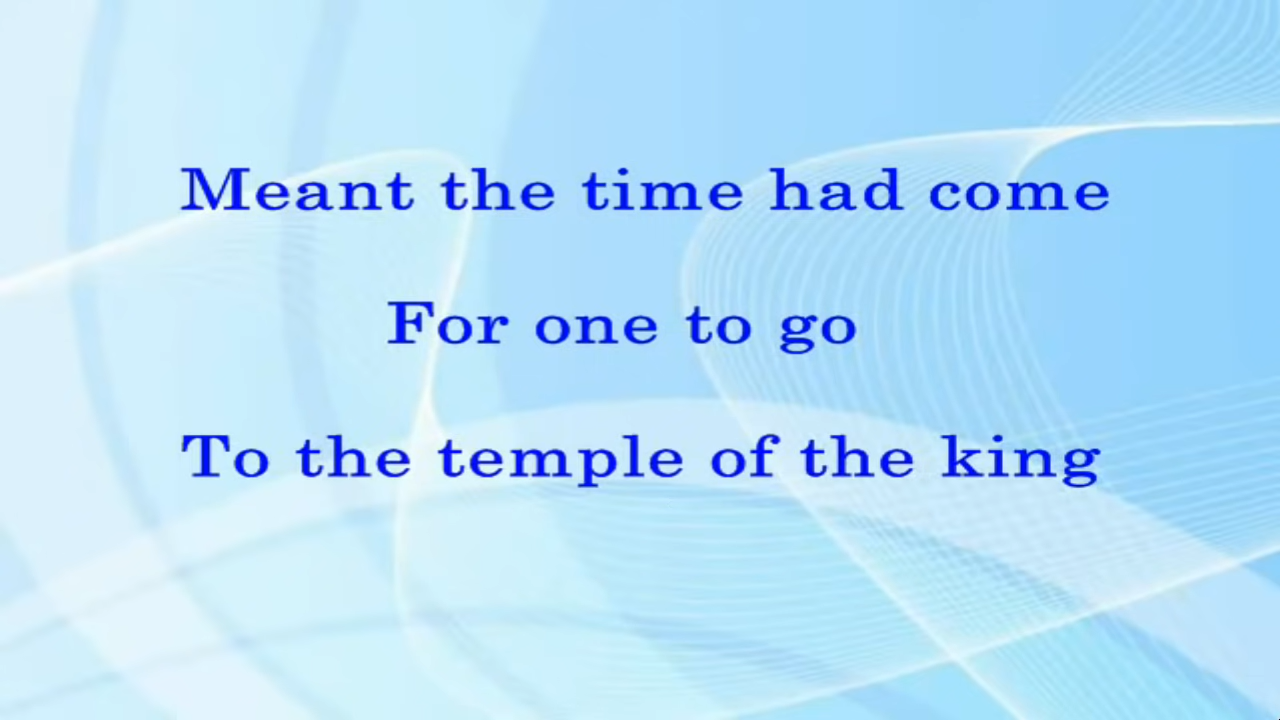 Meant the time had come
For one to go
To the temple of the king